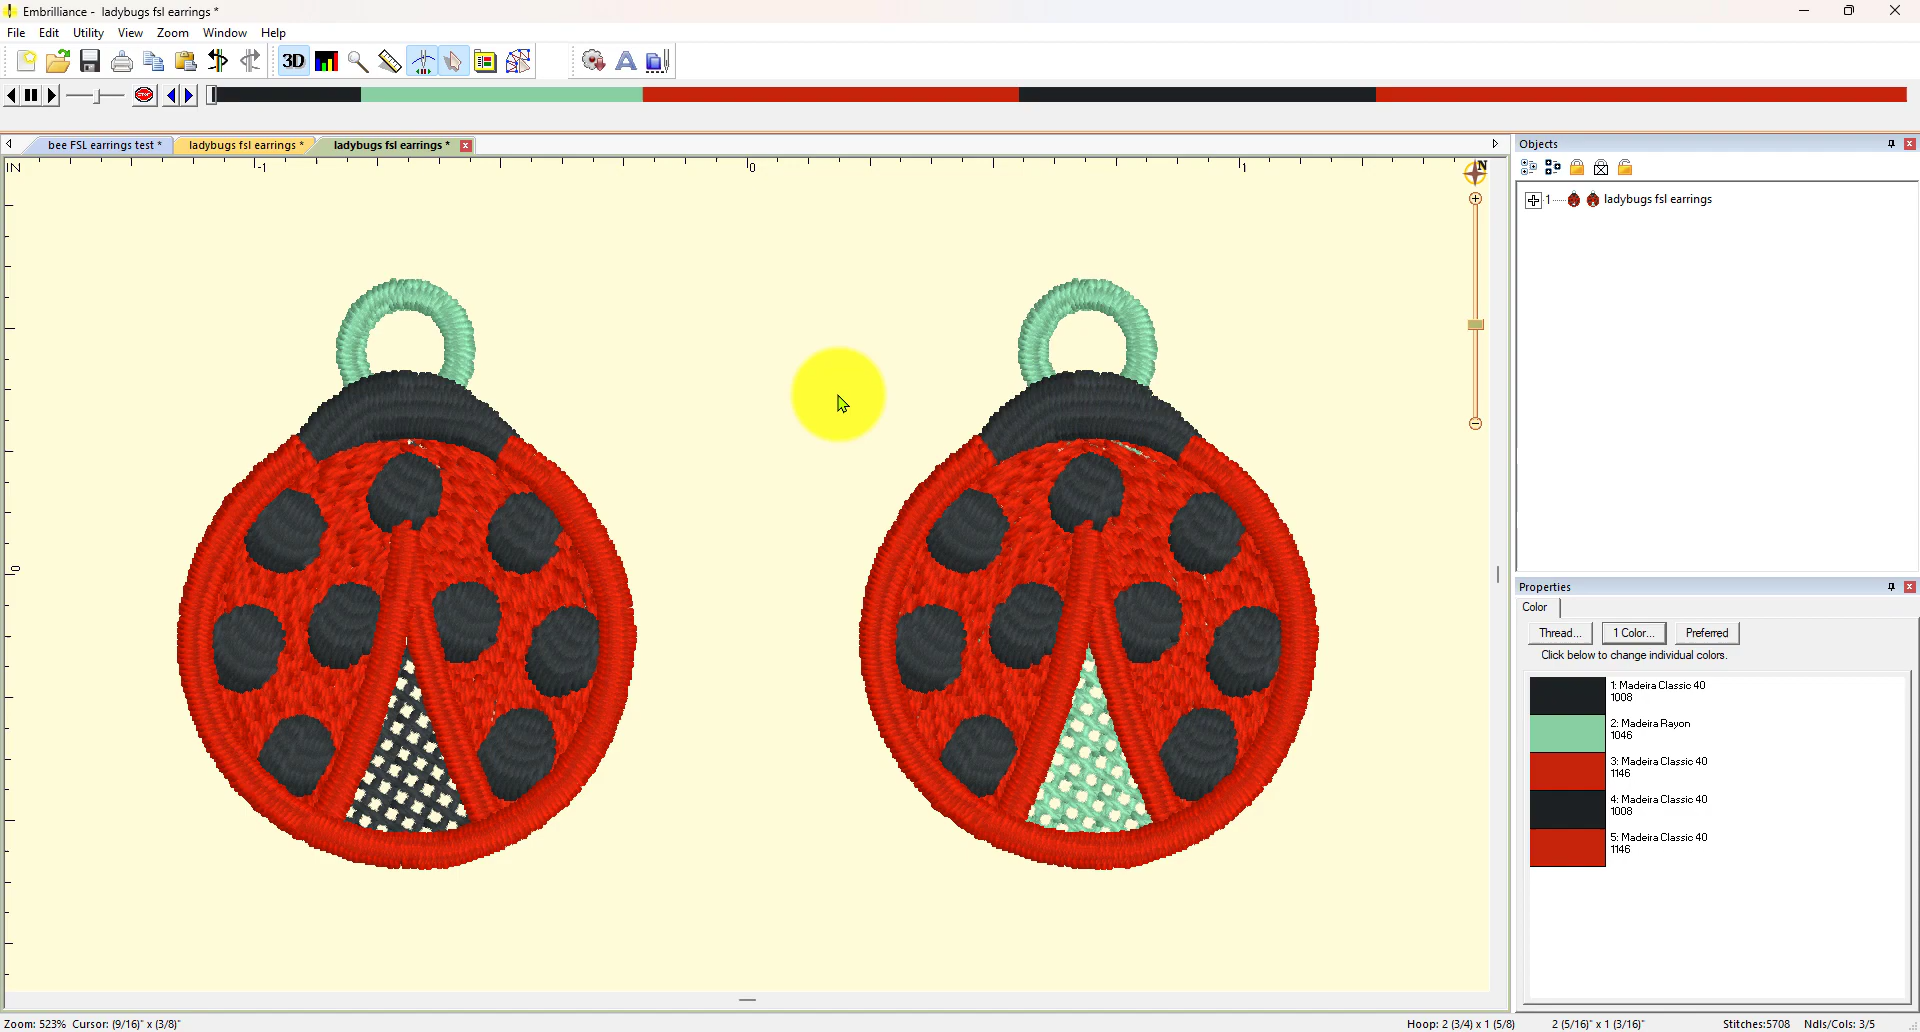 Embrilliance - ladybugs fsl earrings *
File Edit Utility View Zoom Window Help
3D A
STOP
bee FSL earrings test * ladybugs fsl earrings * ladybugs fsl earrings *
IN -1 0 1
N
0
Objects
1 ladybugs fsl earrings
Properties
Color
Thread... 1 Color... Preferred
Click below to change individual colors.
1: Madeira Classic 40
1008
2: Madeira Rayon
1046
3: Madeira Classic 40
1146
4: Madeira Classic 40
1008
5: Madeira Classic 40
1146
Zoom: 523% Cursor: (9/16)" x (3/8)" Hoop: 2 (3/4) x 1 (5/8) 2 (5/16)" x 1 (3/16)" Stitches:5708 Ndls/Cols: 3/5